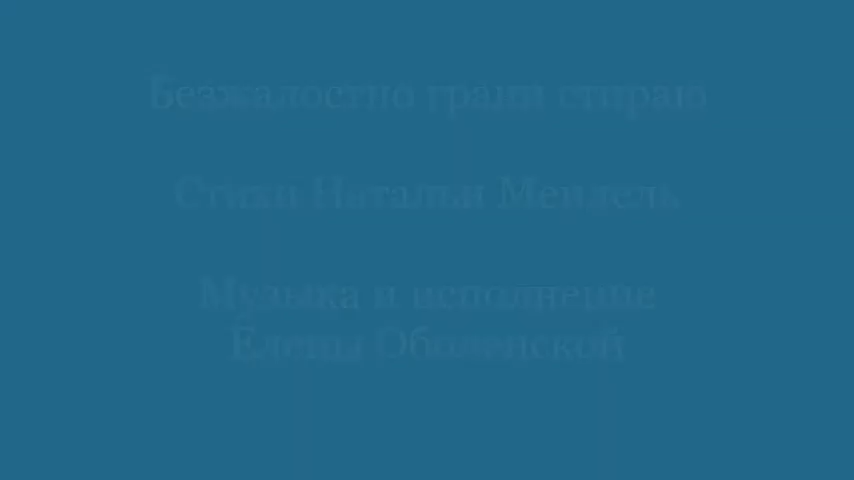 Безжалостно грани стираю
Стихи Натальи Мендель
Музыка и исполнение
Елены Оболенской